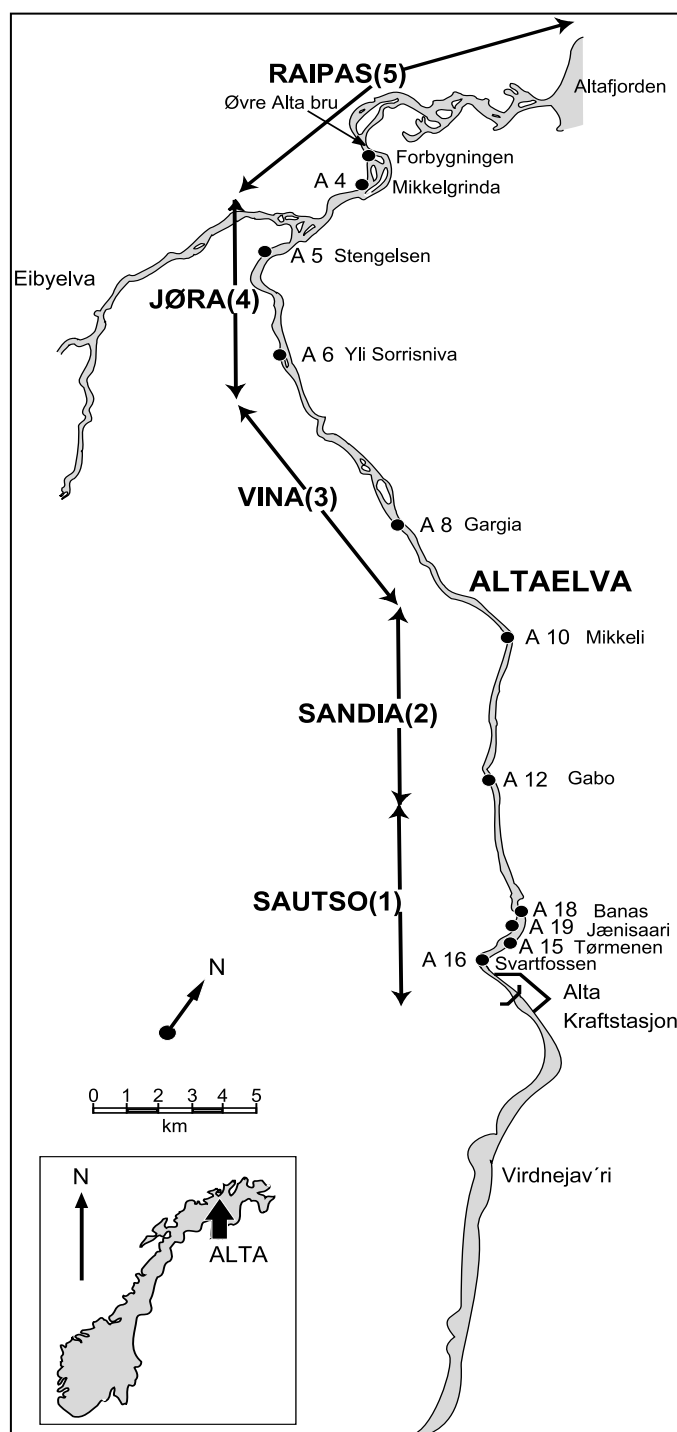 RAIPAS(5)
Altafjorden
Øvre Alta bru
Forbygningen
A 4
Mikkelgrinda
A 5 Stengelsen
Eibyelva
JØRA(4)
A 6 Yli Sorrisniva
VINA(3)
A 8 Gargia
ALTAELVA
A 10 Mikkeli
SANDIA(2)
A 12 Gabo
SAUTSO(1)
A 18 Banas
A 19 Jænisaari
A 15 Tørmenen
A 16 Svartfossen
N
Alta
Kraftstasjon
0 1 2 3 4 5
km
Virdnejav´ri
N
ALTA